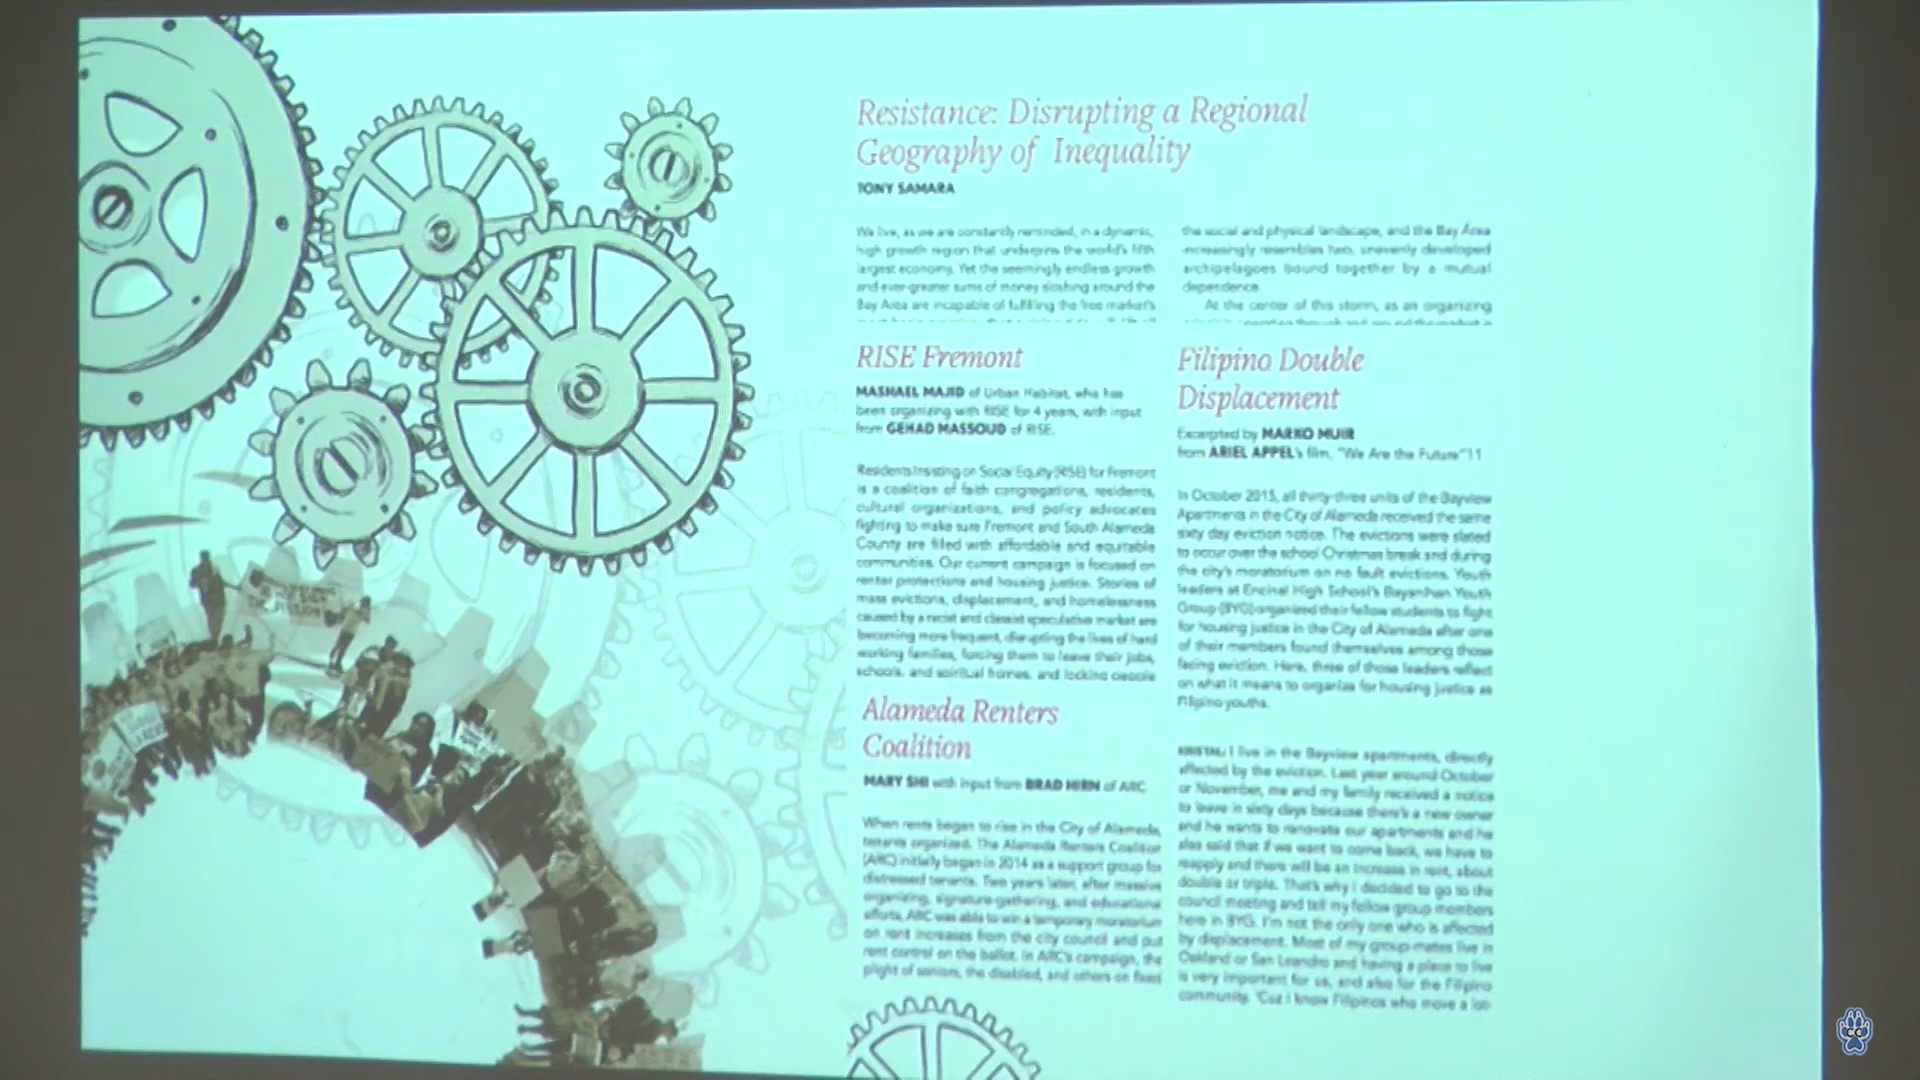 Resistance: Disrupting a Regional
Geography of Inequality
TONY SAMARA
We live, as we are constantly reminded, in a dynamic,
high growth region that undergins the world's fifth
largest economy. Yet the seemingly endless growth
and ever-greater sums of money sloshing around the
Bay Area are incapable of fulfilling the free market's
the social and physical landscape, and the Bay Area
increasingly resembles two, unevenly developed
archipelagoes bound together by a mutual
dependence.
At the center of this storm, as an organizing
RISE Fremont
MASHAEL MAJID of Urban Habitat, who has
been organizing with RISE for 4 years, with input
from GEHAD MASSOUD of RISE.
Residents Insisting on Social Equity (RISE) for Fremont
is a coalition of faith congregations, residents,
cultural organizations, and policy advocates
fighting to make sure Fremont and South Alameda
County are filled with affordable and equitable
communities. Our current campaign is focused on
renter protections and housing justice. Stories of
mass evictions, displacement, and homelessness
caused by a racist and classist speculative market are
becoming more frequent, disrupting the lives of hard
working families, forcing them to leave their jobs,
schools, and spiritual homes, and locking people
Alameda Renters
Coalition
MARY SHI with input from BRAD HIRN of ARC
When rents began to rise in the City of Alameda,
tenants organized. The Alameda Renters Coalition
(ARC) initially began in 2014 as a support group for
distressed tenants. Two years later, after massive
organizing, signature-gathering, and educational
efforts, ARC was able to win a temporary moratorium
on rent increases from the city council and put
rent control on the ballot. In ARC's campaign, the
plight of seniors, the disabled, and others on fixed
Filipino Double
Displacement
Excerpted by MARKO MUIR
from ARIEL APPEL's film, "We Are the Future"11
In October 2015, all thirty-three units of the Bayview
Apartments in the City of Alameda received the same
sixty day eviction notice. The evictions were slated
to occur over the school Christmas break and during
the city's moratorium on no fault evictions. Youth
leaders at Encinal High School's Bayanihan Youth
Group (BYG) organized their fellow students to fight
for housing justice in the City of Alameda after one
of their members found themselves among those
facing eviction. Here, three of those leaders reflect
on what it means to organize for housing justice as
Filipino youths.
KRISTAL: I live in the Bayview apartments, directly
affected by the eviction. Last year around October
or November, me and my family received a notice
to leave in sixty days because there's a new owner
and he wants to renovate our apartments and he
also said that if we want to come back, we have to
reapply and there will be an increase in rent, about
double or triple. That's why I decided to go to the
council meeting and tell my fellow group members
here in BYG. I'm not the only one who is affected
by displacement. Most of my group-mates live in
Oakland or San Leandro and having a place to live
is very important for us, and also for the Filipino
community. 'Cuz I know Filipinos who move a lot-
CC